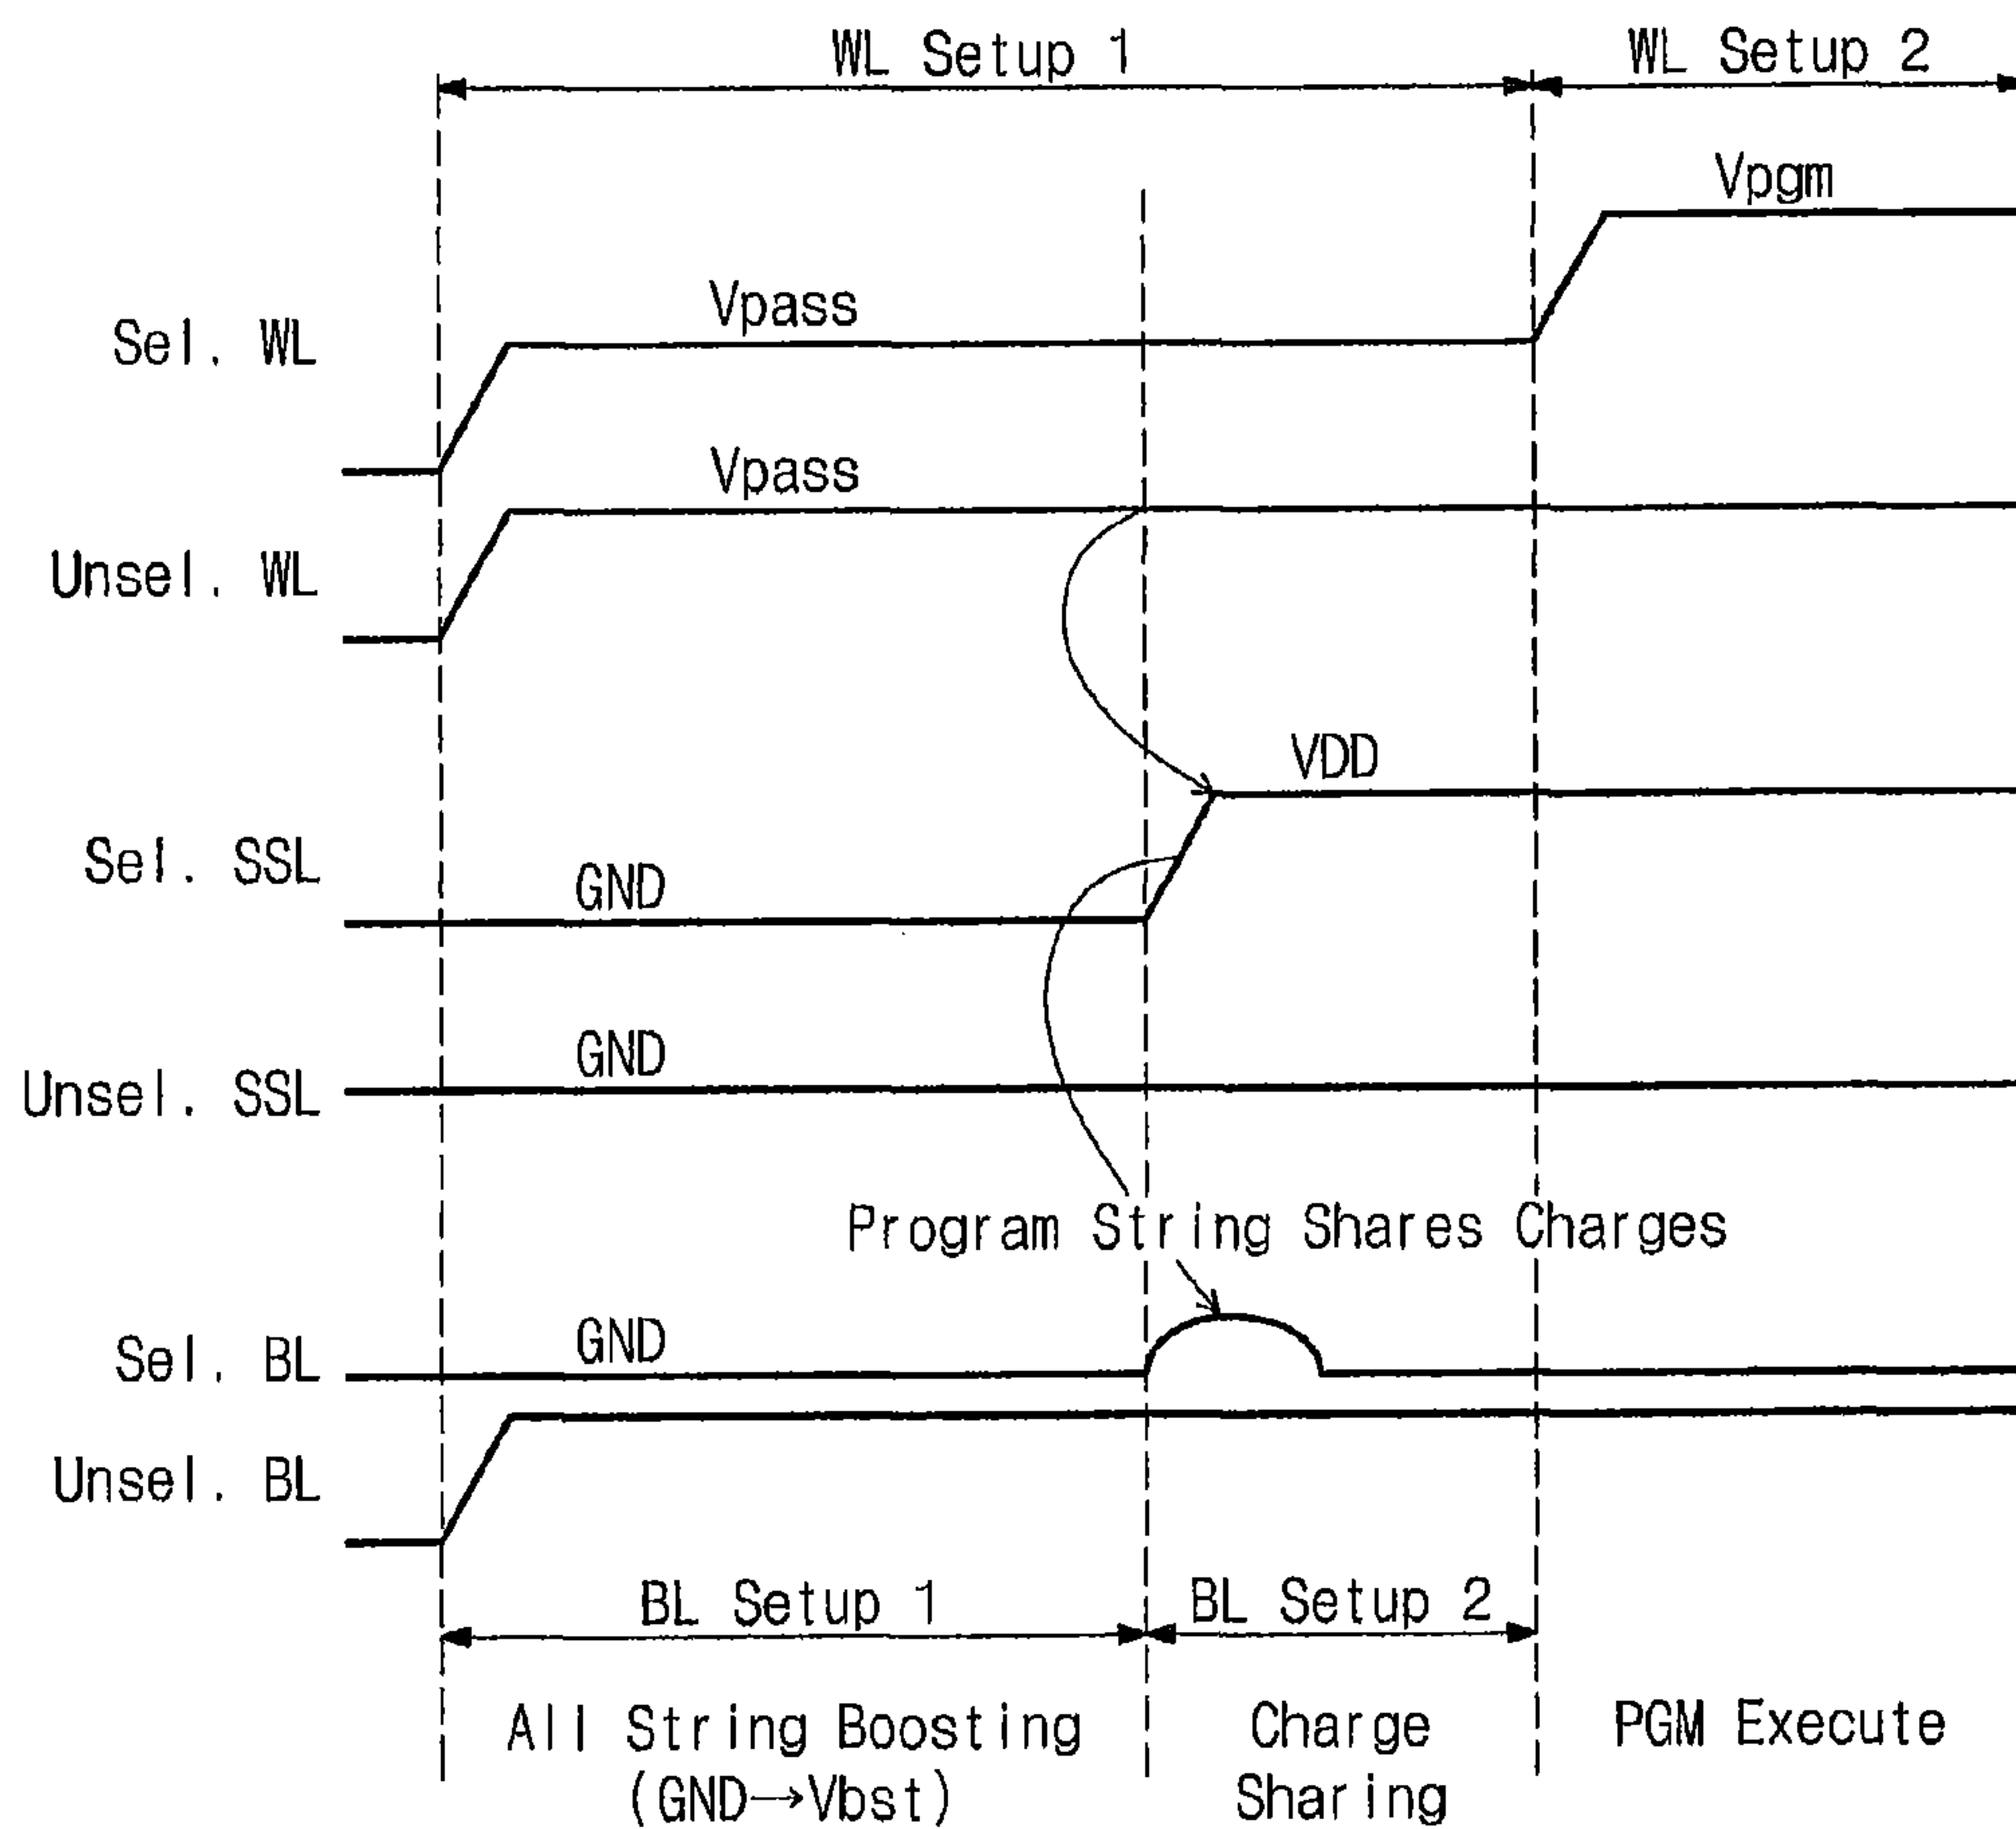 WL Setup 1
WL Setup 2
Vpgm
Vpass
Sel. WL
Vpass
Unsel. WL
VDD
Sel. SSL
GND
GND
Unsel. SSL
Program String Shares Charges
GND
Sel. BL
Unsel. BL
BL Setup 1
BL Setup 2
All String Boosting
(GND→Vbst)
Charge
Sharing
PGM Execute